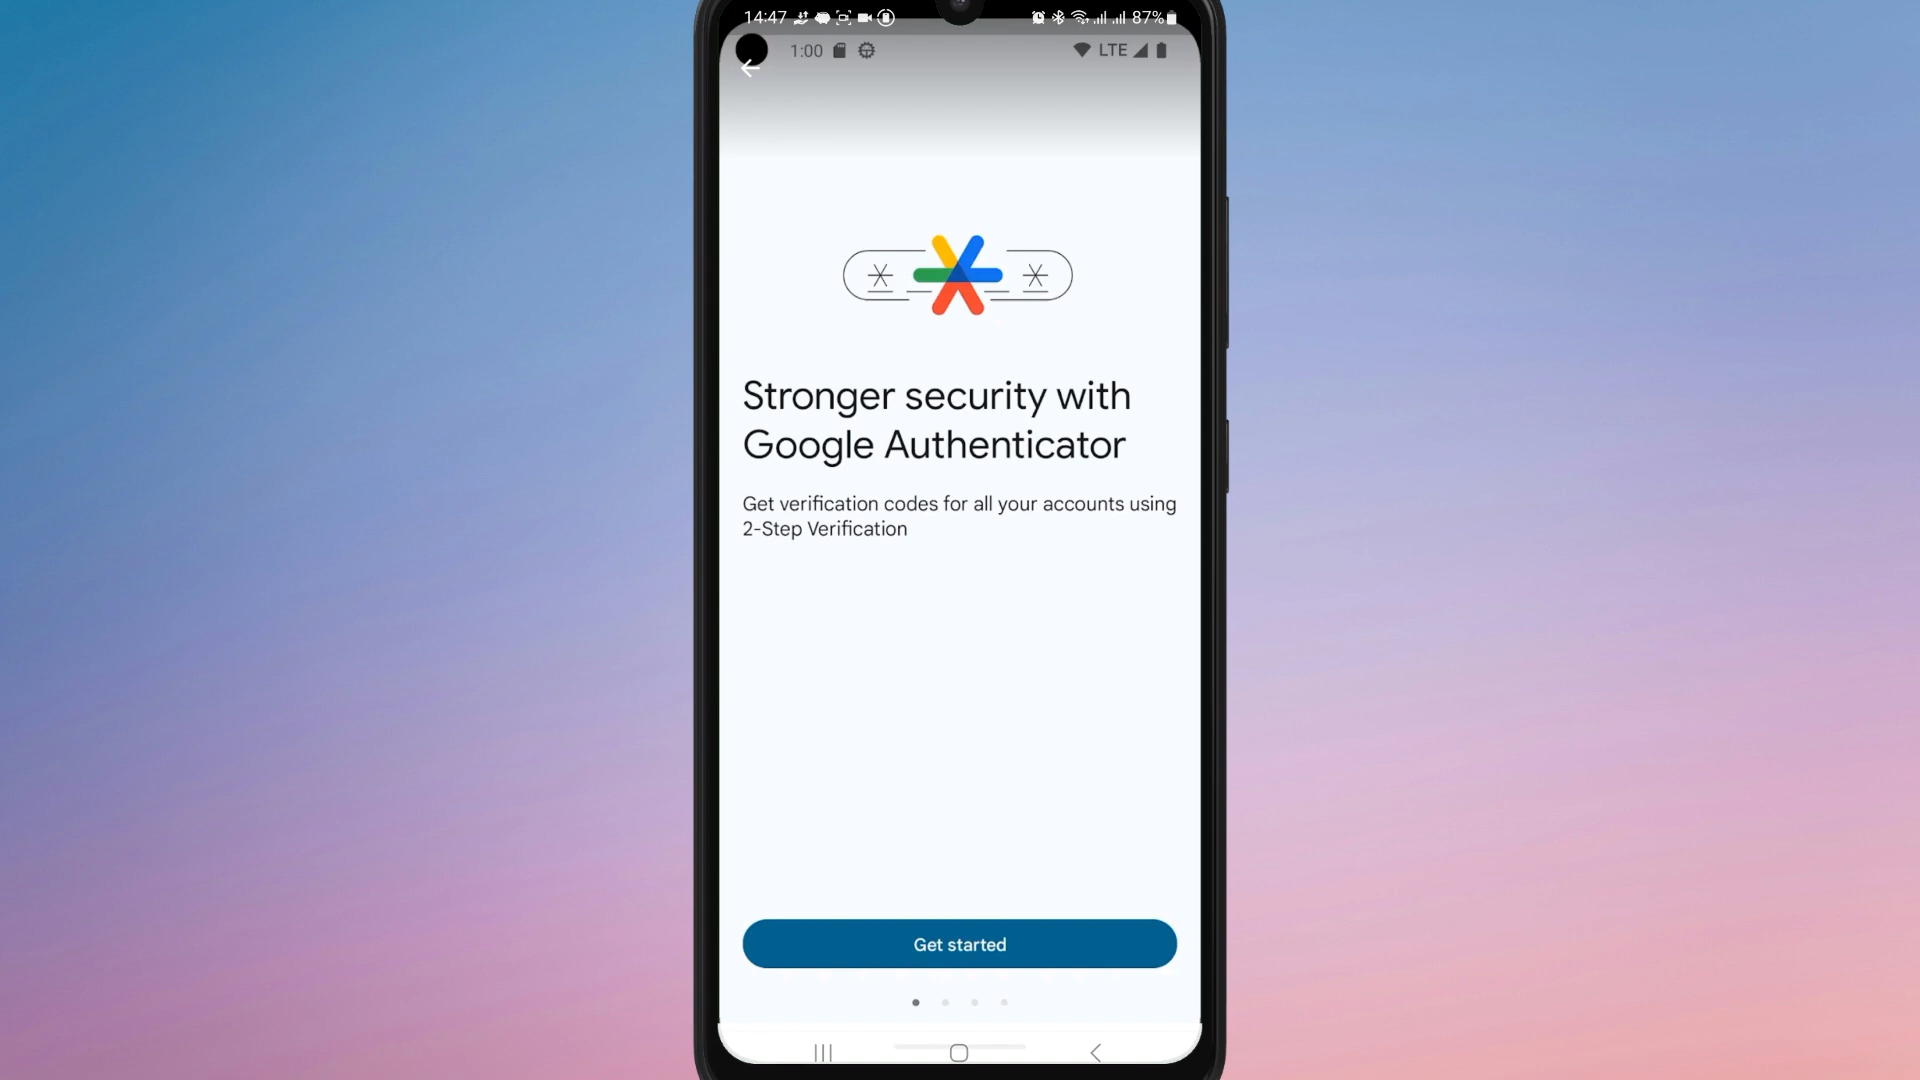 14:47
87%
1:00
LTE
Stronger security with
Google Authenticator
Get verification codes for all your accounts using
2-Step Verification
Get started